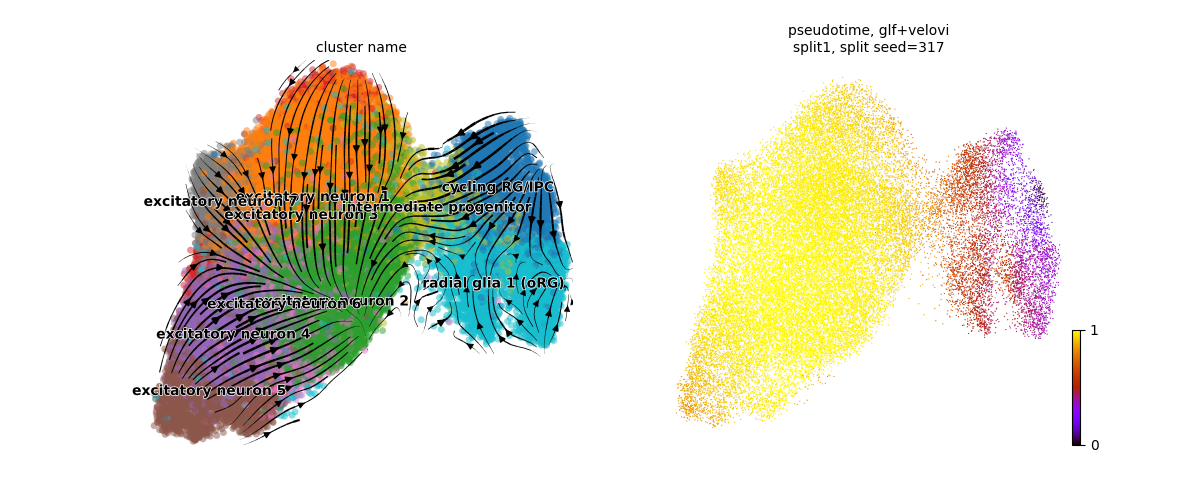 cluster name
pseudotime, glf+velovi
split1, split seed=317
cycling RG/IPC
excitatory neuron 1
excitatory neuron 7
intermediate progenitor
excitatory neuron 3
radial glia 1 (oRG)
excitatory neuron 2
excitatory neuron 6
excitatory neuron 4
excitatory neuron 5
1
0